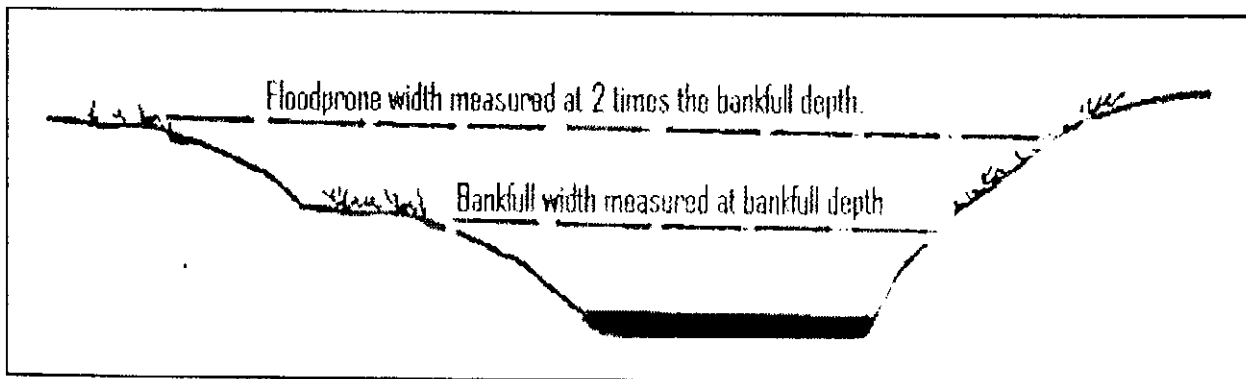 Floodprone width measured at 2 times the bankfull depth.
Bankfull width measured at bankfull depth